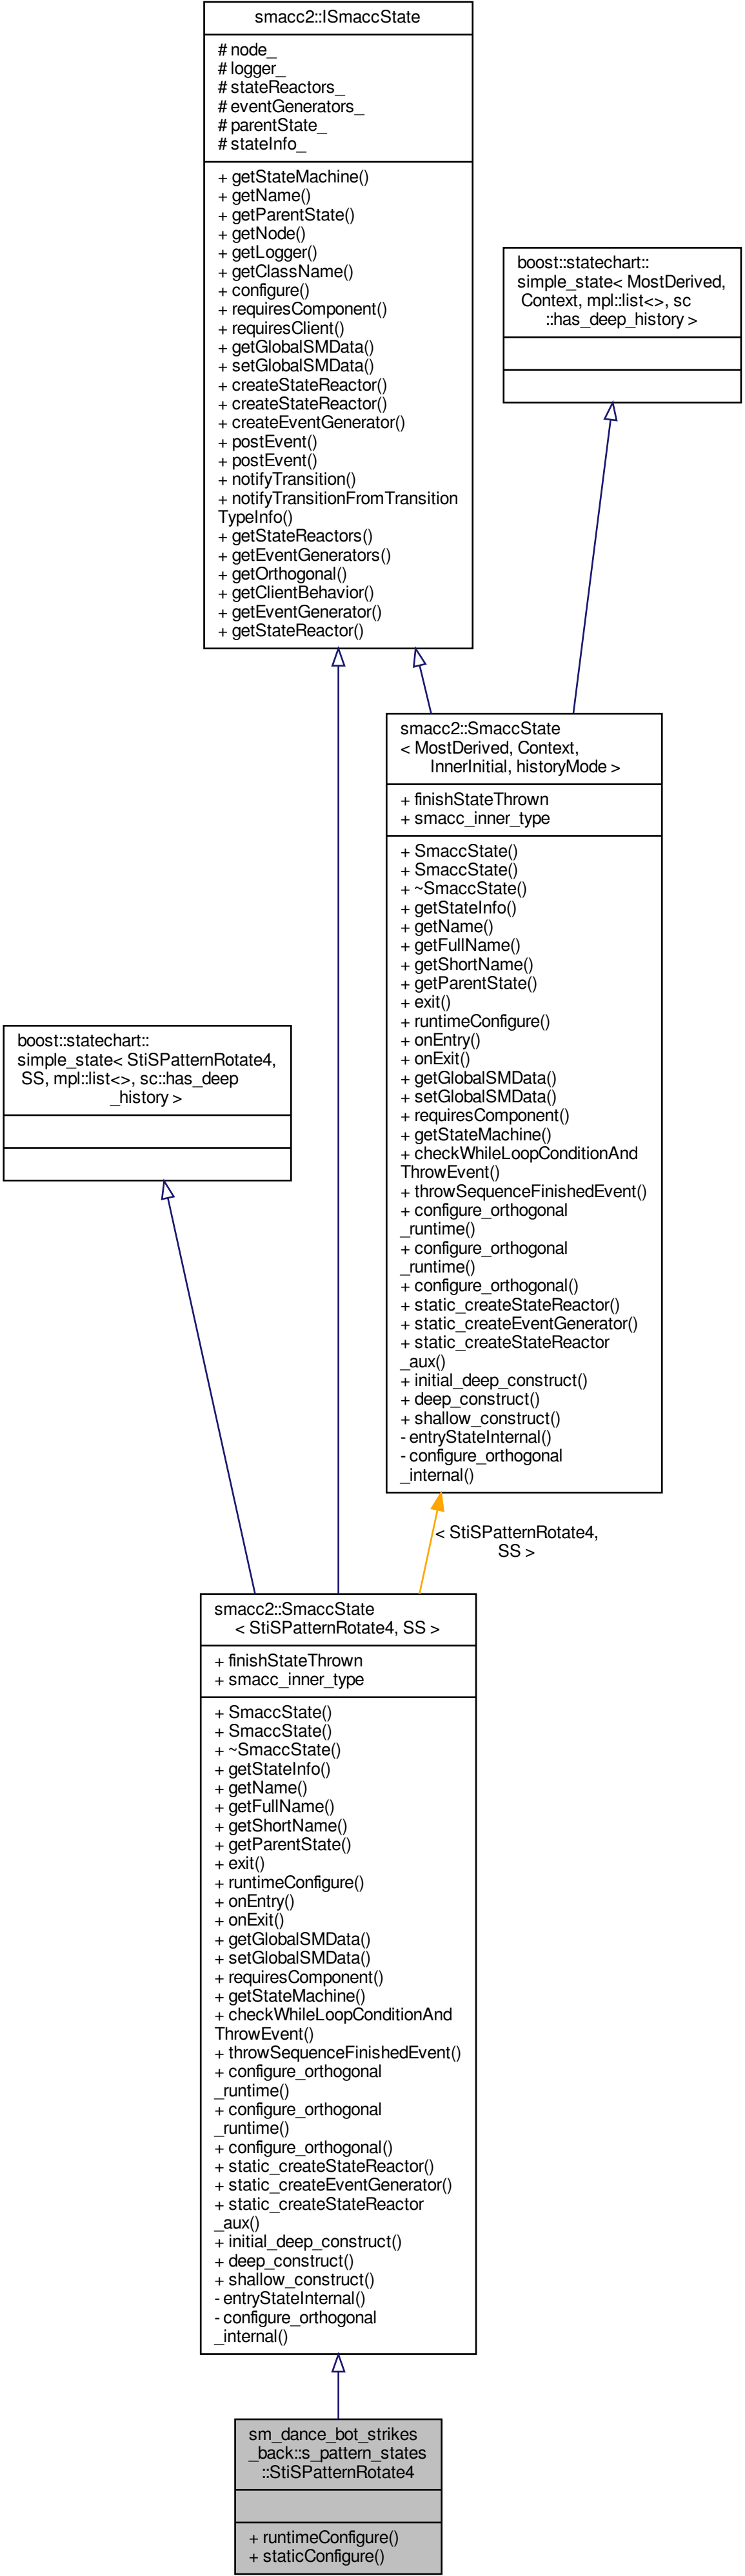 smacc2::ISmaccState
# node_
# logger_
# stateReactors_
# eventGenerators_
# parentState_
# stateInfo_
+ getStateMachine()
+ getName()
+ getParentState()
+ getNode()
+ getLogger()
+ getClassName()
+ configure()
+ requiresComponent()
+ requiresClient()
+ getGlobalSMData()
+ setGlobalSMData()
+ createStateReactor()
+ createStateReactor()
+ createEventGenerator()
+ postEvent()
+ postEvent()
+ notifyTransition()
+ notifyTransitionFromTransition
TypeInfo()
+ getStateReactors()
+ getEventGenerators()
+ getOrthogonal()
+ getClientBehavior()
+ getEventGenerator()
+ getStateReactor()
boost::statechart::
simple_state< MostDerived,
Context, mpl::list<>, sc
::has_deep_history >
smacc2::SmaccState
< MostDerived, Context,
InnerInitial, historyMode >
+ finishStateThrown
+ smacc_inner_type
+ SmaccState()
+ SmaccState()
+ ~SmaccState()
+ getStateInfo()
+ getName()
+ getFullName()
+ getShortName()
+ getParentState()
+ exit()
+ runtimeConfigure()
+ onEntry()
+ onExit()
+ getGlobalSMData()
+ setGlobalSMData()
+ requiresComponent()
+ getStateMachine()
+ checkWhileLoopConditionAnd
ThrowEvent()
+ throwSequenceFinishedEvent()
+ configure_orthogonal
_runtime()
+ configure_orthogonal
_runtime()
+ configure_orthogonal()
+ static_createStateReactor()
+ static_createEventGenerator()
+ static_createStateReactor
_aux()
+ initial_deep_construct()
+ deep_construct()
+ shallow_construct()
- entryStateInternal()
- configure_orthogonal
_internal()
boost::statechart::
simple_state< StiSPatternRotate4,
SS, mpl::list<>, sc::has_deep
_history >
< StiSPatternRotate4,
SS >
smacc2::SmaccState
< StiSPatternRotate4, SS >
+ finishStateThrown
+ smacc_inner_type
+ SmaccState()
+ SmaccState()
+ ~SmaccState()
+ getStateInfo()
+ getName()
+ getFullName()
+ getShortName()
+ getParentState()
+ exit()
+ runtimeConfigure()
+ onEntry()
+ onExit()
+ getGlobalSMData()
+ setGlobalSMData()
+ requiresComponent()
+ getStateMachine()
+ checkWhileLoopConditionAnd
ThrowEvent()
+ throwSequenceFinishedEvent()
+ configure_orthogonal
_runtime()
+ configure_orthogonal
_runtime()
+ configure_orthogonal()
+ static_createStateReactor()
+ static_createEventGenerator()
+ static_createStateReactor
_aux()
+ initial_deep_construct()
+ deep_construct()
+ shallow_construct()
- entryStateInternal()
- configure_orthogonal
_internal()
sm_dance_bot_strikes
_back::s_pattern_states
::StiSPatternRotate4
+ runtimeConfigure()
+ staticConfigure()